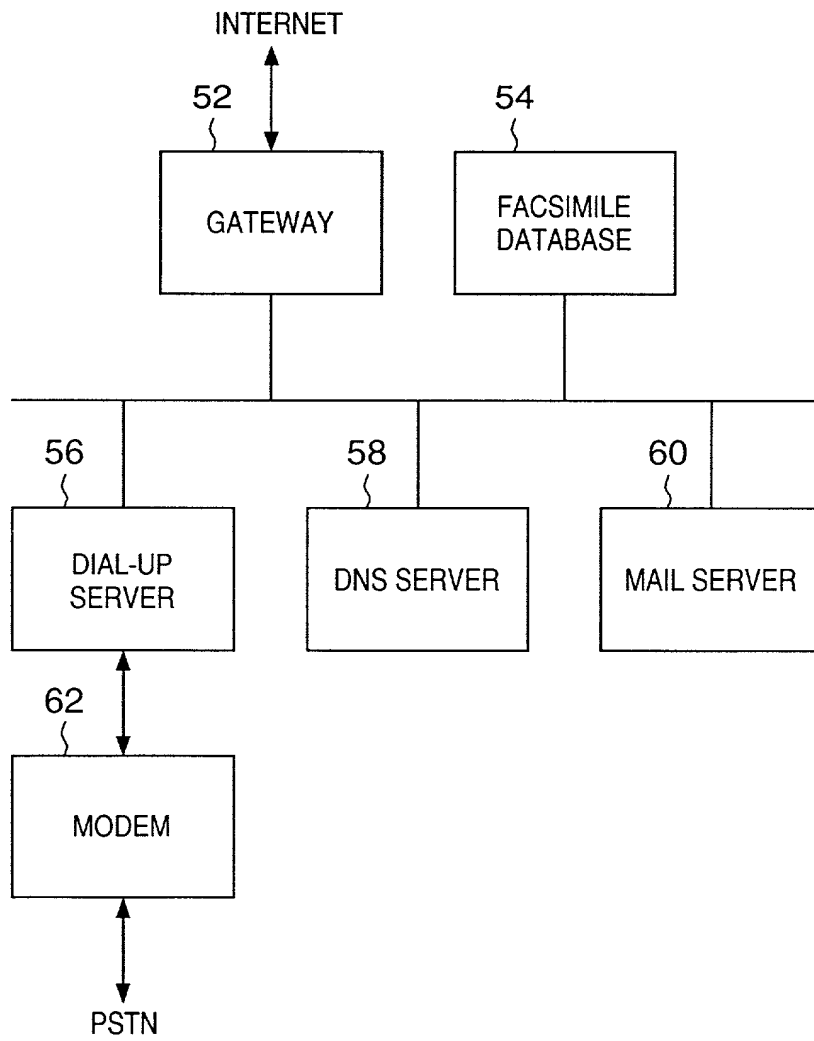 INTERNET
52
54
GATEWAY
FACSIMILE
DATABASE
56
58
60
DIAL-UP
SERVER
DNS SERVER
MAIL SERVER
62
MODEM
PSTN